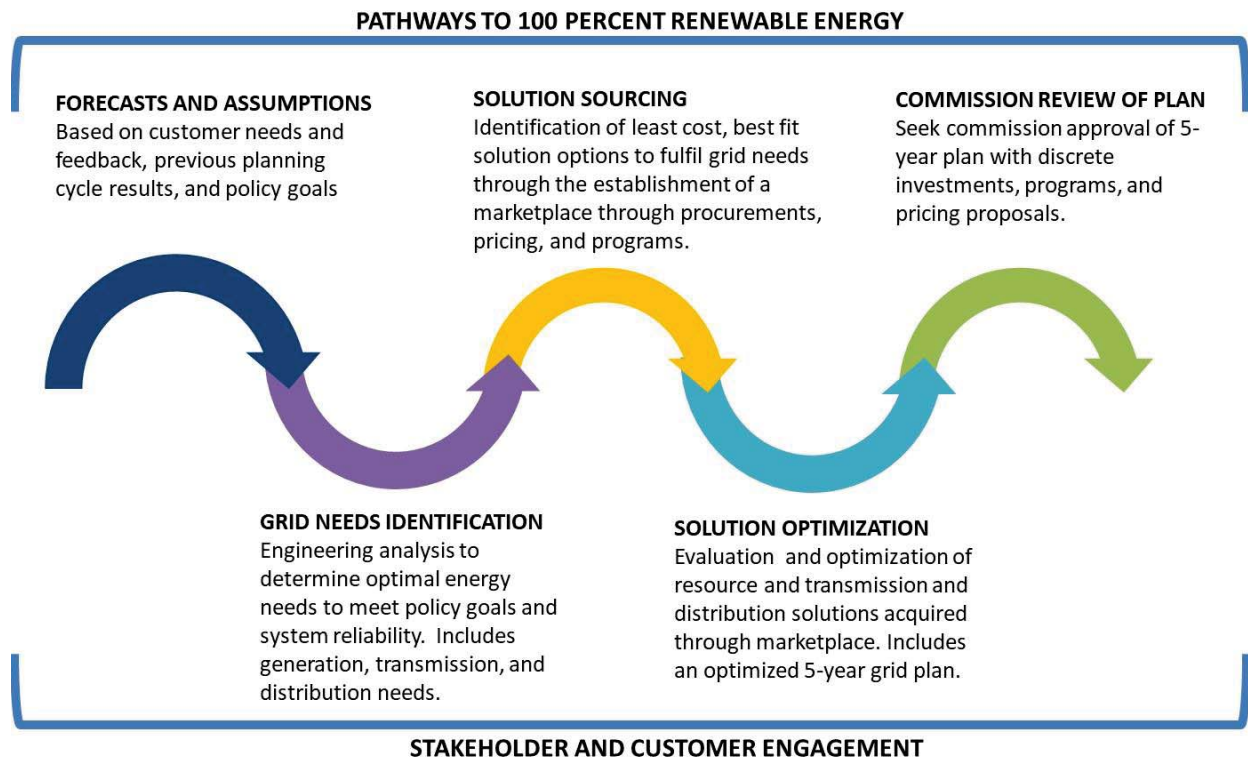 PATHWAYS TO 100 PERCENT RENEWABLE ENERGY
FORECASTS AND ASSUMPTIONS
Based on customer needs and
feedback, previous planning
cycle results, and policy goals
SOLUTION SOURCING
Identification of least cost, best fit
solution options to fulfil grid needs
through the establishment of a
marketplace through procurements,
pricing, and programs.
COMMISSION REVIEW OF PLAN
Seek commission approval of 5-
year plan with discrete
investments, programs, and
pricing proposals.
GRID NEEDS IDENTIFICATION
Engineering analysis to
determine optimal energy
needs to meet policy goals and
system reliability.  Includes
generation, transmission, and
distribution needs.
SOLUTION OPTIMIZATION
Evaluation  and optimization of
resource and transmission and
distribution solutions acquired
through marketplace. Includes
an optimized 5-year grid plan.
STAKEHOLDER AND CUSTOMER ENGAGEMENT